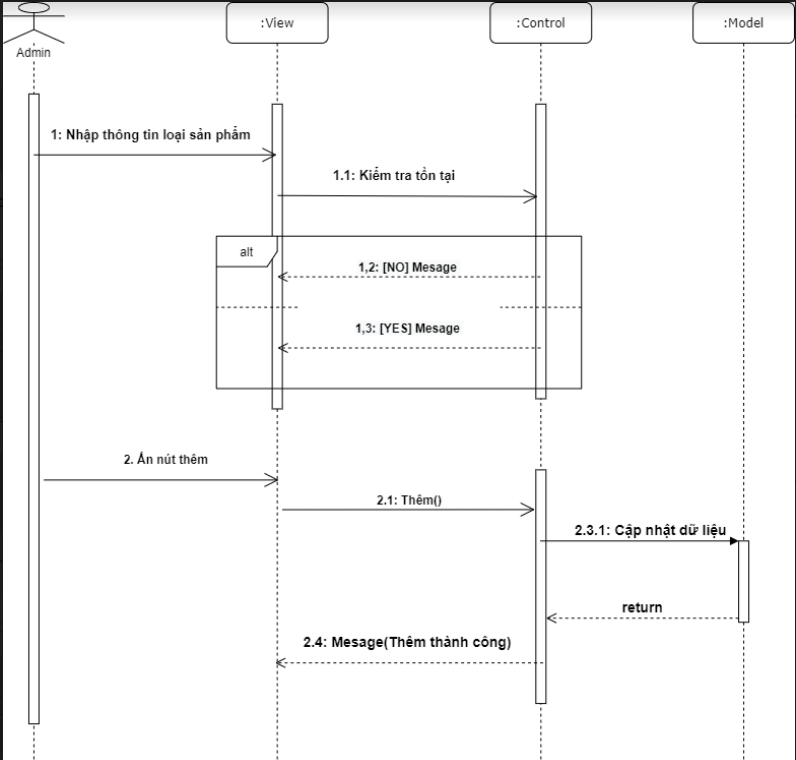 :View
:Control
:Model
Admin
1: Nhập thông tin loại sản phẩm
1.1: Kiểm tra tồn tại
alt
1,2: [NO] Mesage
1,3: [YES] Mesage
2. Ấn nút thêm
2.1: Thêm()
2.3.1: Cập nhật dữ liệu
return
2.4: Mesage(Thêm thành công)